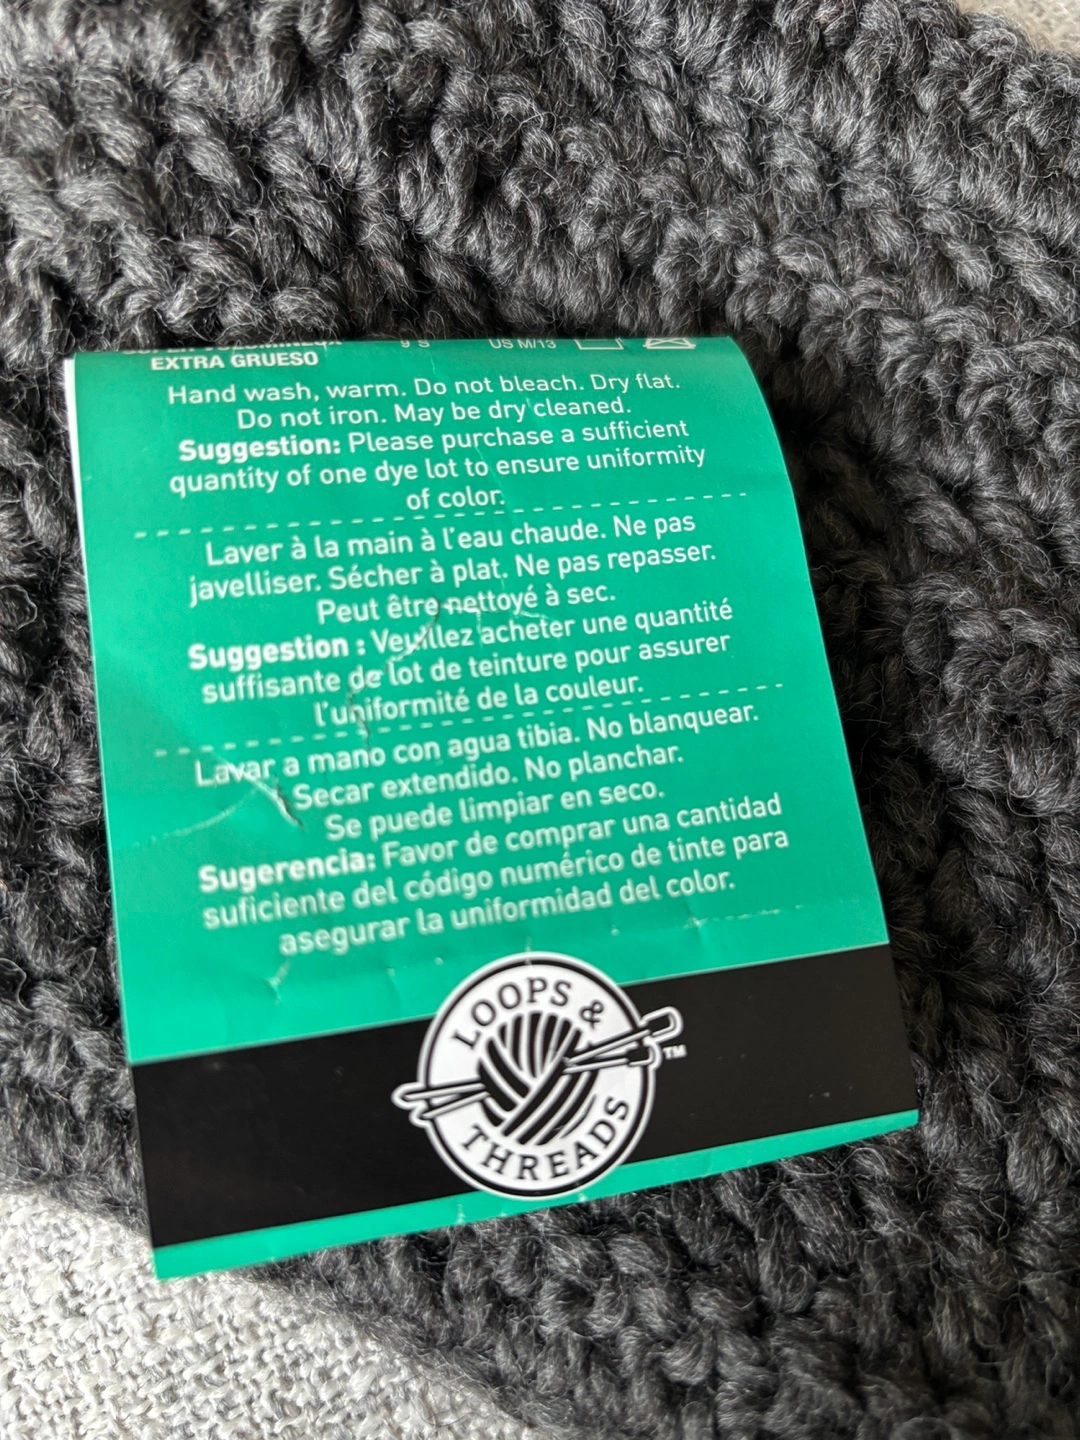 EXTRA GRUESO
9 S
US M/13
Hand wash, warm. Do not bleach. Dry flat.
Do not iron. May be dry cleaned.
Suggestion: Please purchase a sufficient
quantity of one dye lot to ensure uniformity
of color.
Laver à la main à l'eau chaude. Ne pas
javelliser. Sécher à plat. Ne pas repasser.
Peut être nettoyé à sec.
Suggestion : Veuillez acheter une quantité
suffisante de lot de teinture pour assurer
l'uniformité de la couleur.
Lavar a mano con agua tibia. No blanquear.
Secar extendido. No planchar.
Se puede limpiar en seco.
Sugerencia: Favor de comprar una cantidad
suficiente del código numérico de tinte para
asegurar la uniformidad del color.
LOOPS &
THREADS
TM